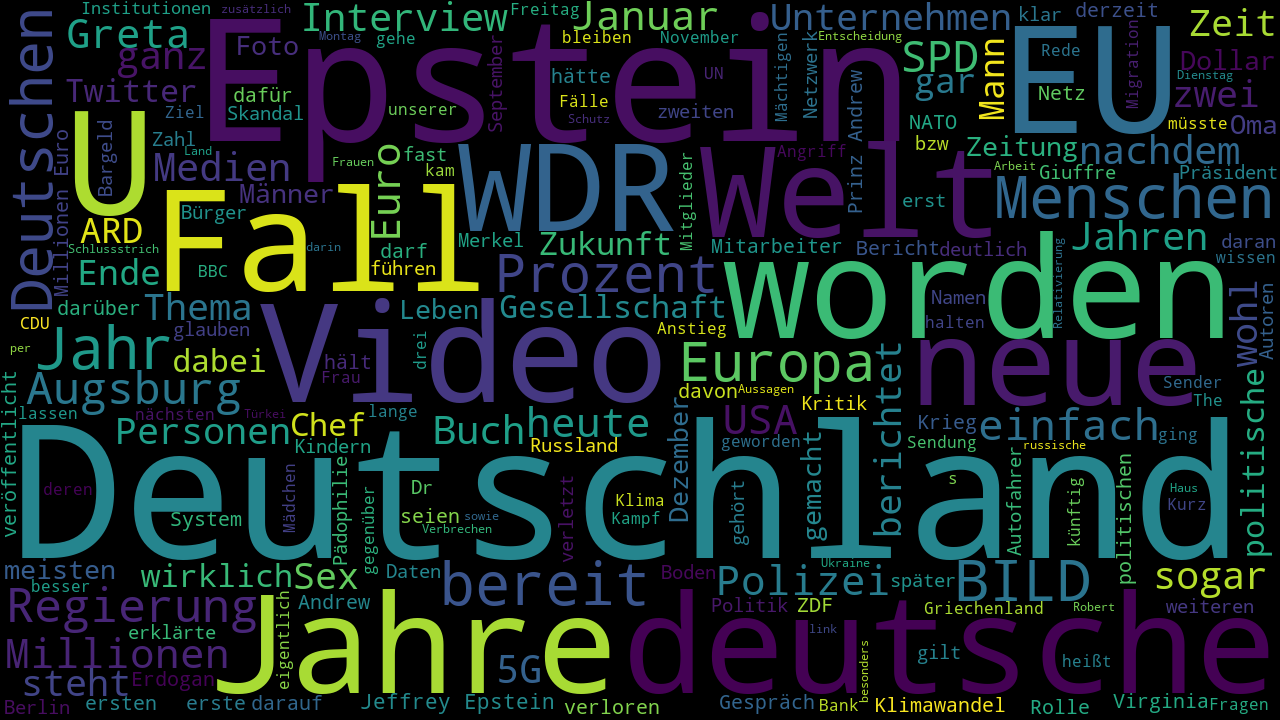 Institutionen
zusätzlich
Interview
Freitag
Januar
Unternehmen
klar
derzeit
Zeit
Greta
ganz
Foto
Montag
gehe
Epstein
bleiben
November
Entscheidung
SPD
Rede
EU
Migration
Dollar
Dienstag
Deutschen
Twitter
dafür
hätte
UN
Mächtigen
Netzwerk
gar
Mann
Netz
zwei
Ziel
Skandal
unserer
September
Fälle
Schutz
zweiten
Prinz Andrew
NATO
müsste
Oma
U
Zahl
Bargeld
Land
Medien
Frauen
fast
kam
WDR
Welt
Angriff
bzw
Zeitung
nachdem
Millionen Euro
Männer
Euro
Mitglieder
Arbeit
Giuffre
Präsident
Fall
Bürger
erst
Menschen
ARD
Schlussstrich
darin
darf
Merkel
Zukunft
Mitarbeiter
Bericht
deutlich
Jahren
daran
wissen
Ende
BBC
führen
Prozent
worden
Relativierung
CDU
darüber
Thema
glauben
Video
Leben
Gesellschaft
Anstieg
Namen
halten
wohl
Autoren
per
Jahr
dabei
hält
Frau
drei
Europa
berichtet
neue
Sender
The
veröffentlicht
Augsburg
davon
Aussagen
Kritik
politische
lassen
nächsten
Türkei
lange
Personen
Chef
Kindern
Buch
heute
Russland
Dezember
USA
geworden
Krieg
Sendung
einfach
russische
ging
Deutschland
deren
System
Mädchen
Pädophilie
gegenüber
Dr
seien
sowie
Verbrechen
verletzt
Klima
Kampf
gehört
gemacht
s
Autofahrer
künftig
politischen
Haus
Kurz
meisten
besser
wirklich
Sex
Daten
bereit
Boden
Polizei
Ukraine
später
BILD
sogar
Regierung
eigentlich
Andrew
Politik
ZDF
Griechenland
Robert
weiteren
erklärte
Jahre
deutsche
link
Millionen
5G
besonders
gilt
heißt
steht
Erdogan
Berlin
ersten
erste
darauf
Jeffrey Epstein
verloren
Gespräch
Bank
Klimawandel
Rolle
Virginia
Fragen